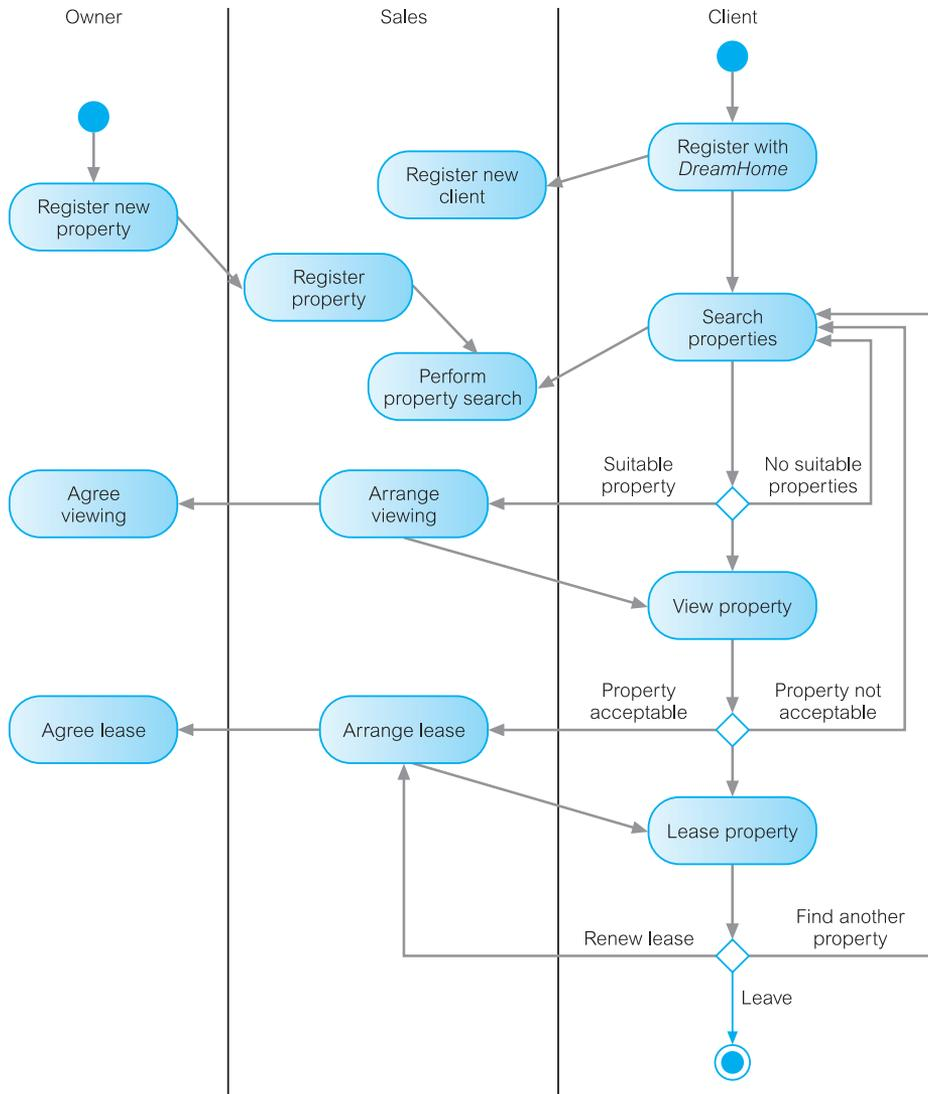 Owner
Sales
Client
Register with
DreamHome
Register new
client
Register new
property
Register
property
Search
properties
Perform
property search
Suitable
property
No suitable
properties
Agree
viewing
Arrange
viewing
View property
Property
acceptable
Property not
acceptable
Agree lease
Arrange lease
Lease property
Renew lease
Find another
property
Leave